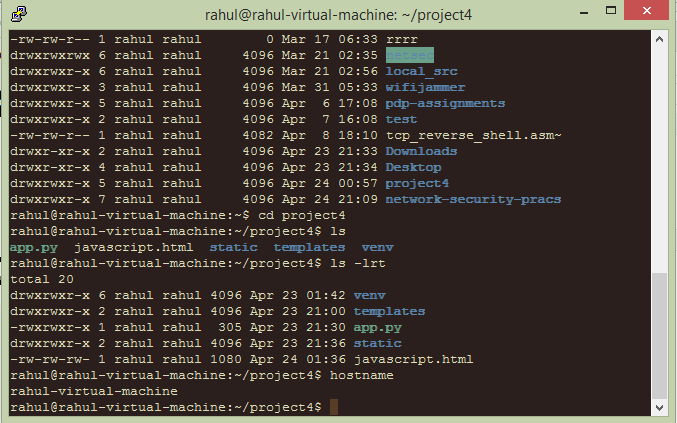 rahul@rahul-virtual-machine: ~/project4
-rw-rw-r-- 1 rahul rahul 0 Mar 17 06:33 rrrr
drwxrwxrwx 6 rahul rahul 4096 Mar 21 02:35 netsec
drwxrwxr-x 6 rahul rahul 4096 Mar 21 02:56 local_src
drwxrwxr-x 3 rahul rahul 4096 Mar 31 05:33 wifijammer
drwxrwxr-x 5 rahul rahul 4096 Apr 6 17:08 pdp-assignments
drwxrwxr-x 2 rahul rahul 4096 Apr 7 16:08 test
-rw-rw-r-- 1 rahul rahul 4082 Apr 8 18:10 tcp_reverse_shell.asm~
drwxr-xr-x 2 rahul rahul 4096 Apr 23 21:33 Downloads
drwxr-xr-x 4 rahul rahul 4096 Apr 23 21:34 Desktop
drwxrwxr-x 5 rahul rahul 4096 Apr 24 00:57 project4
drwxrwxr-x 7 rahul rahul 4096 Apr 24 21:09 network-security-pracs
rahul@rahul-virtual-machine:~$ cd project4
rahul@rahul-virtual-machine:~/project4$ ls
app.py javascript.html static templates venv
rahul@rahul-virtual-machine:~/project4$ ls -lrt
total 20
drwxrwxr-x 6 rahul rahul 4096 Apr 23 01:42 venv
drwxrwxr-x 2 rahul rahul 4096 Apr 23 21:00 templates
-rwxrwxr-x 1 rahul rahul 305 Apr 23 21:30 app.py
drwxrwxr-x 2 rahul rahul 4096 Apr 23 21:36 static
-rw-rw-rw- 1 rahul rahul 1080 Apr 24 01:36 javascript.html
rahul@rahul-virtual-machine:~/project4$ hostname
rahul-virtual-machine
rahul@rahul-virtual-machine:~/project4$